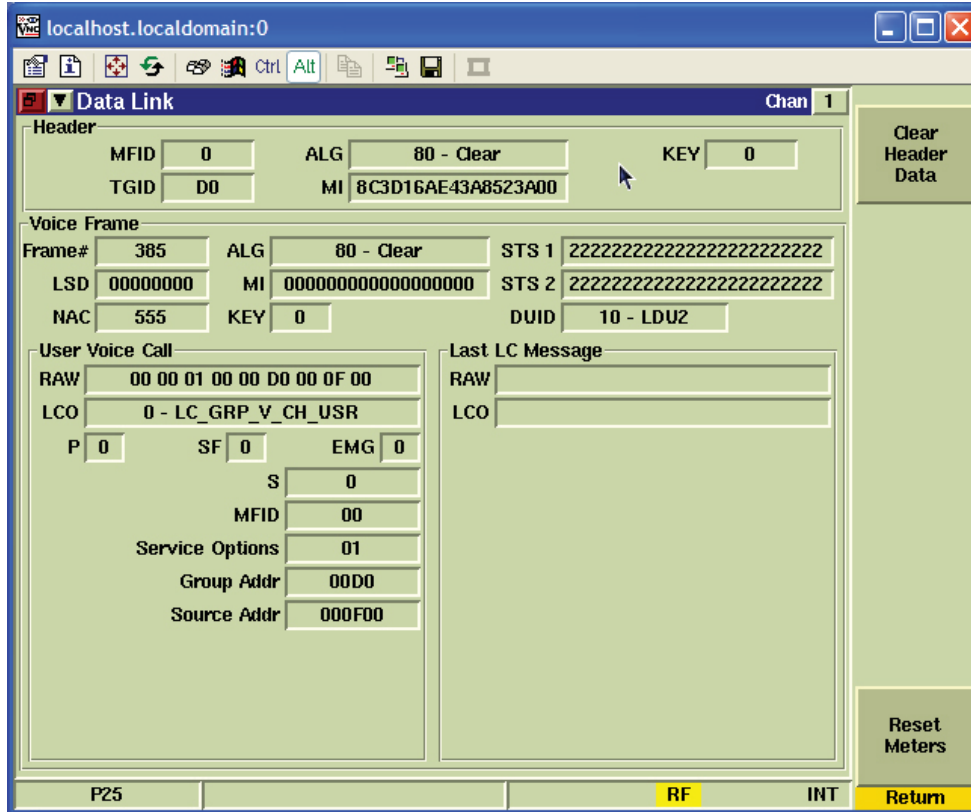 localhost.localdomain:0
Ctrl Alt
Data Link Chan 1
Header
MFID 0 ALG 80 - Clear KEY 0
TGID D0 MI 8C3D16AE43A8523A00
Clear
Header
Data
Voice Frame
Frame# 385 ALG 80 - Clear STS 1 2222222222222222222222222
LSD 00000000 MI 000000000000000000 STS 2 2222222222222222222222222
NAC 555 KEY 0 DUID 10 - LDU2
User Voice Call
RAW 00 00 01 00 00 D0 00 0F 00
LCO 0 - LC_GRP_V_CH_USR
P 0 SF 0 EMG 0
S 0
MFID 00
Service Options 01
Group Addr 00D0
Source Addr 000F00
Last LC Message
RAW
LCO
Reset
Meters
P25 RF INT Return